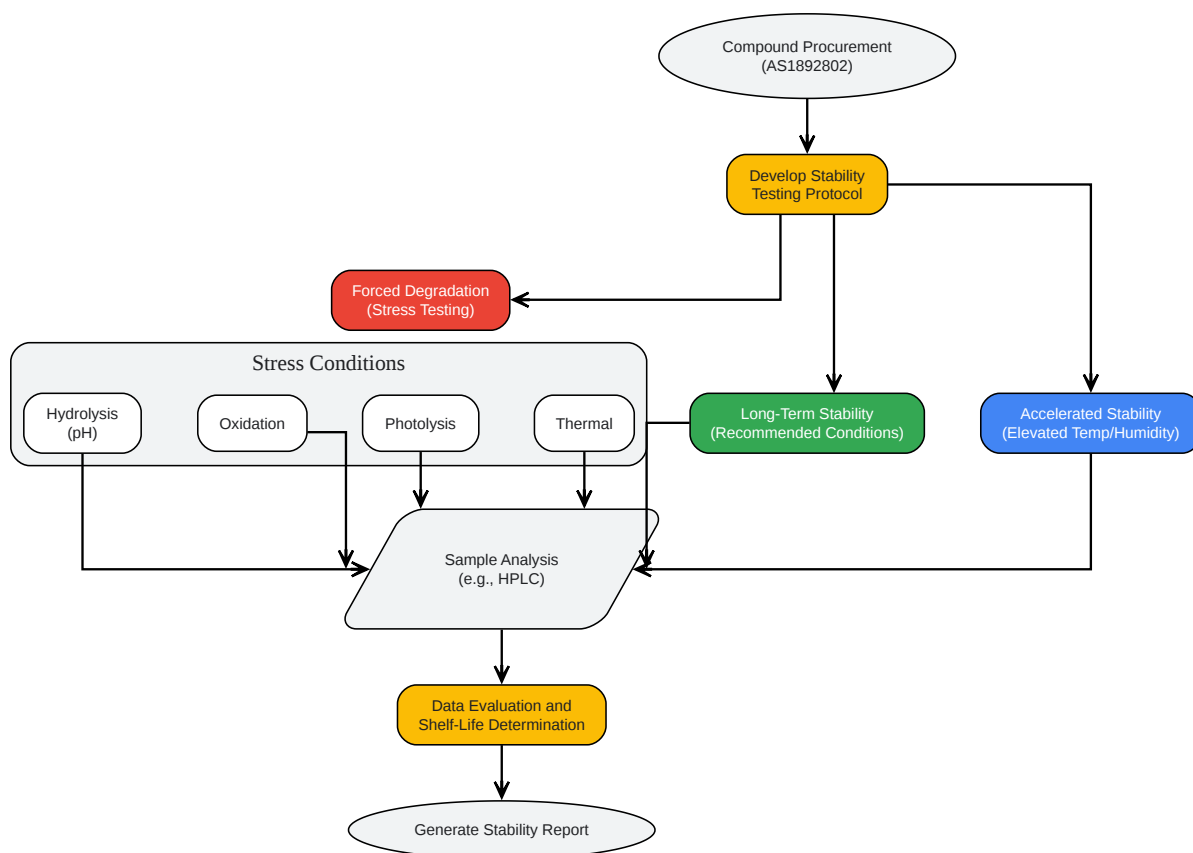 Compound Procurement
(AS1892802)
Develop Stability
Testing Protocol
Forced Degradation
(Stress Testing)
Stress Conditions
Hydrolysis
(pH)
Oxidation
Photolysis
Thermal
Long-Term Stability
(Recommended Conditions)
Accelerated Stability
(Elevated Temp/Humidity)
Sample Analysis
(e.g., HPLC)
Data Evaluation and
Shelf-Life Determination
Generate Stability Report